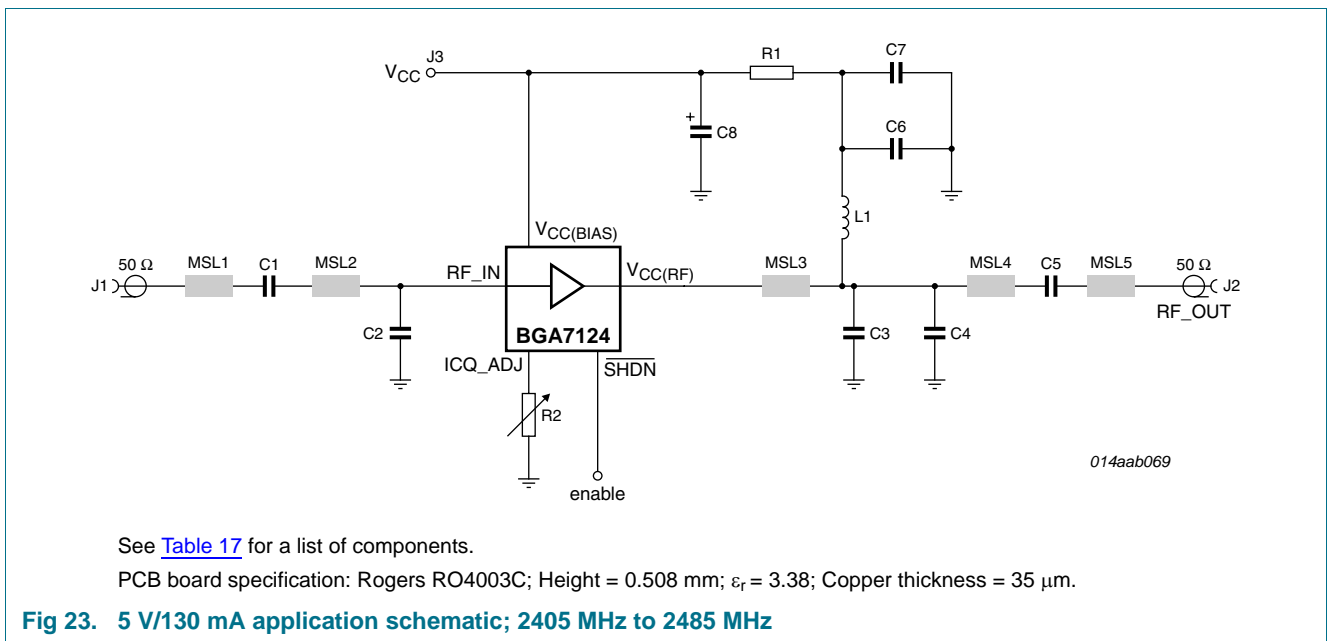 J3
VCC
R1
C7
+
C8
C6
L1
VCC(BIAS)
50 Ω
MSL1
C1
MSL2
RF_IN
VCC(RF)
MSL3
MSL4
C5
MSL5
50 Ω
J1
J2
RF_OUT
C2
BGA7124
C3
C4
ICQ_ADJ
SHDN
R2
enable
014aab069
See Table 17 for a list of components.
PCB board specification: Rogers RO4003C; Height = 0.508 mm; εr = 3.38; Copper thickness = 35 μm.
Fig 23. 5 V/130 mA application schematic; 2405 MHz to 2485 MHz